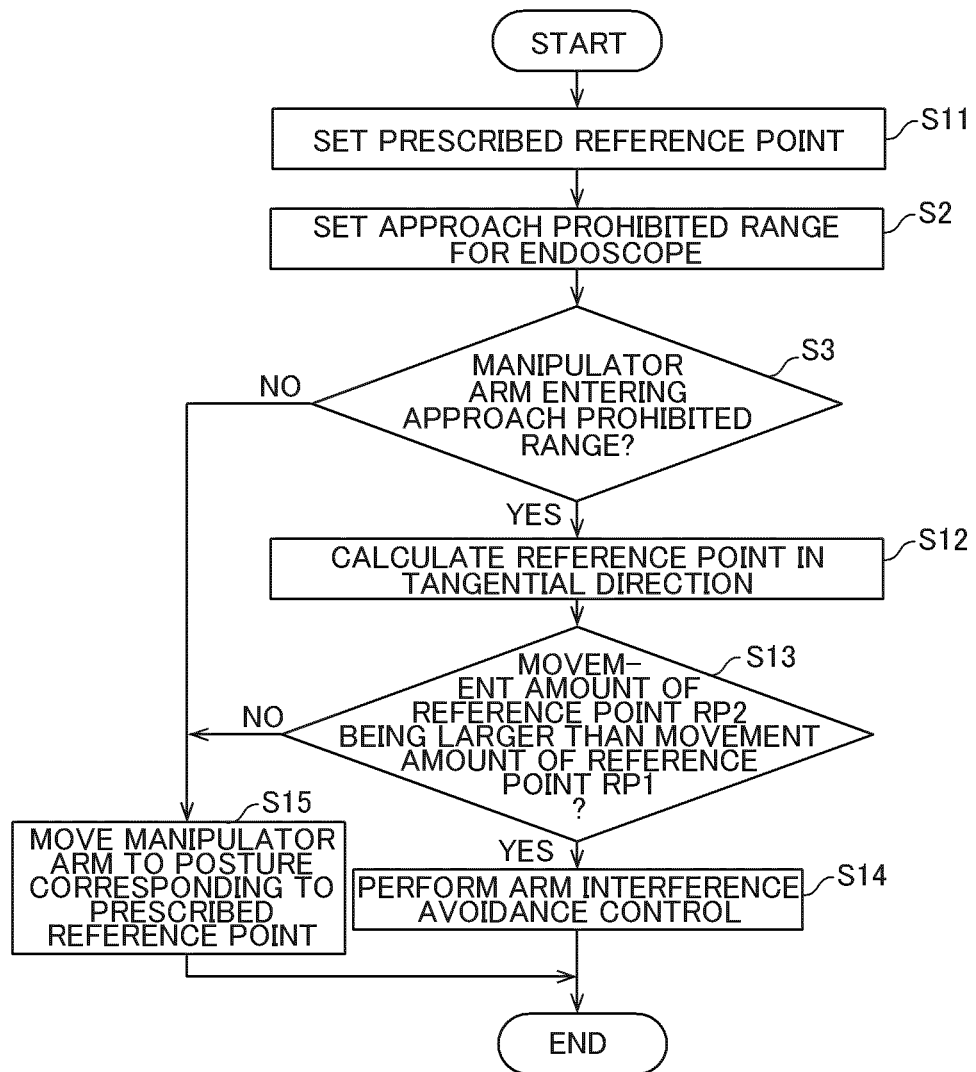 START
S11
SET PRESCRIBED REFERENCE POINT
S2
SET APPROACH PROHIBITED RANGE
FOR ENDOSCOPE
S3
MANIPULATOR
ARM ENTERING
APPROACH PROHIBITED
RANGE?
NO
YES
S12
CALCULATE REFERENCE POINT IN
TANGENTIAL DIRECTION
S13
MOVEM-
ENT AMOUNT OF
REFERENCE POINT RP2
BEING LARGER THAN MOVEMENT
AMOUNT OF REFERENCE
POINT RP1
?
NO
YES
S15
MOVE MANIPULATOR
ARM TO POSTURE
CORRESPONDING TO
PRESCRIBED
REFERENCE POINT
S14
PERFORM ARM INTERFERENCE
AVOIDANCE CONTROL
END